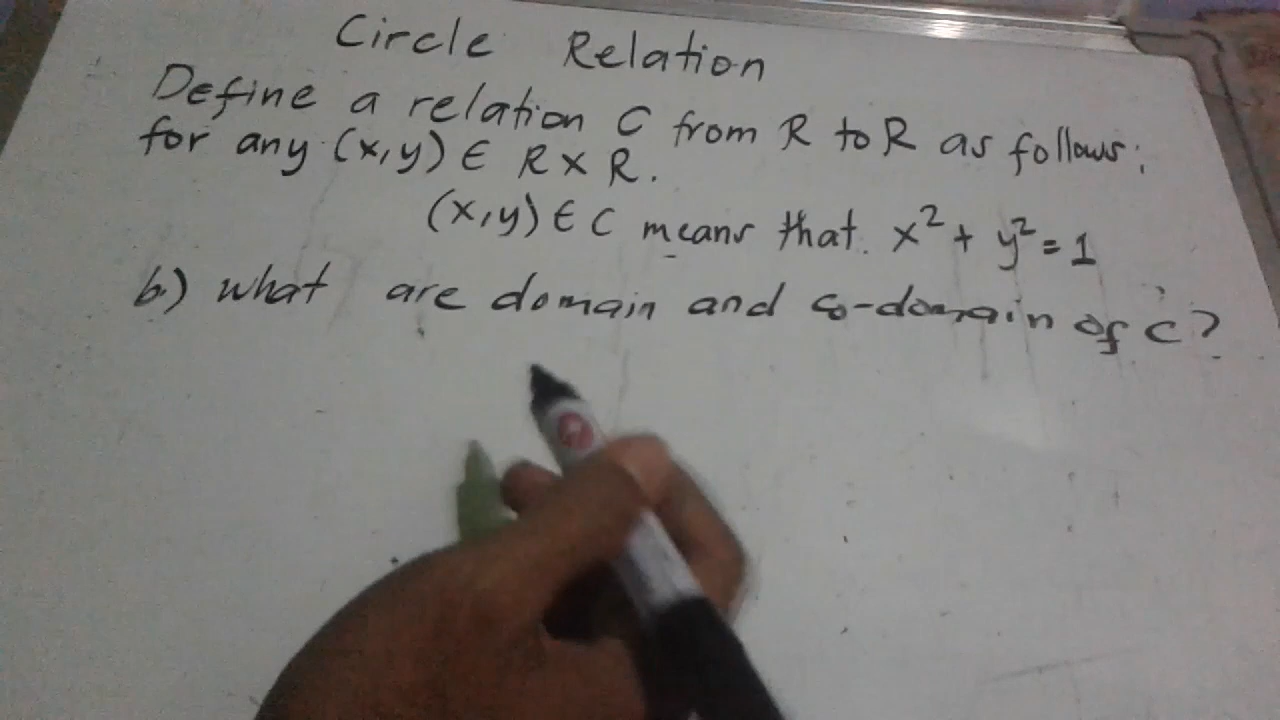 Circle Relation
Define a relation C from R to R as follows:
for any (x,y) ∈ R x R.
(x,y) ∈ C means that. x² + y² = 1
b.) what are domain and co-domain of C?